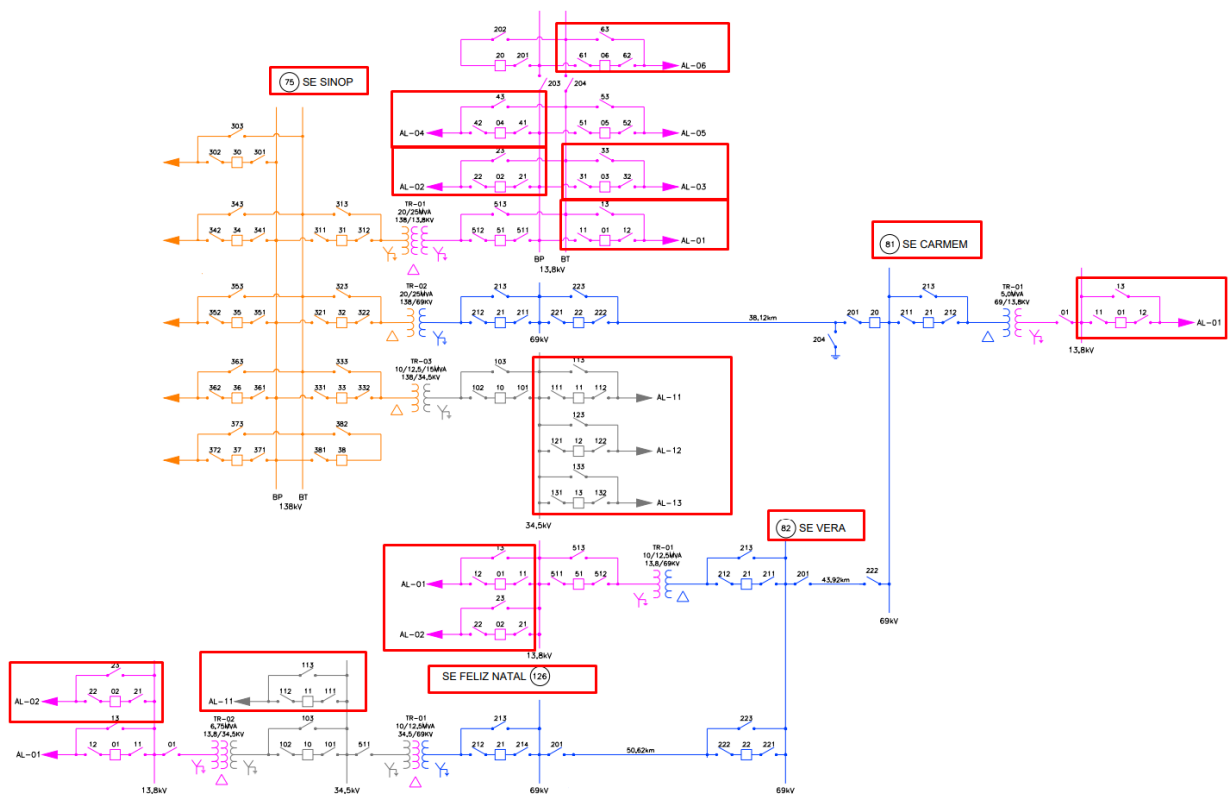 202
63
20
201
61
06
62
AL-06
75
SE SINOP
203
204
43
53
303
AL-04
42
04
41
51
05
52
AL-05
302
30
301
23
33
AL-02
22
02
21
31
03
32
AL-03
343
313
TR-01
20/25MVA
138/13,8KV
513
13
342
34
341
311
31
312
512
51
511
11
01
12
AL-01
81
SE CARMEM
BP
BT
13,8kV
353
323
TR-02
20/25MVA
138/69KV
213
223
213
TR-01
5,0MVA
69/13,8KV
13
352
35
351
321
32
322
212
21
211
221
22
222
38,12km
201
20
211
21
212
01
11
01
12
AL-01
204
69kV
13,8kV
363
333
TR-03
10/12,5/15MVA
138/34,5KV
103
113
362
36
361
331
33
332
102
10
101
111
11
112
AL-11
373
382
123
372
37
371
381
38
121
12
122
AL-12
133
BP
BT
138kV
131
13
132
AL-13
34,5kV
82
SE VERA
13
513
TR-01
10/12,5MVA
13,8/69KV
213
AL-01
12
01
11
511
51
512
212
21
211
201
43,92km
222
23
AL-02
22
02
21
69kV
13,8kV
SE FELIZ NATAL
126
23
113
AL-02
22
02
21
AL-11
112
11
111
13
TR-02
6,75MVA
13,8/34,5KV
103
TR-01
10/12,5MVA
34,5/69KV
213
223
AL-01
12
01
11
01
102
10
101
511
212
21
214
201
50,62km
222
22
221
13,8kV
34,5kV
69kV
69kV